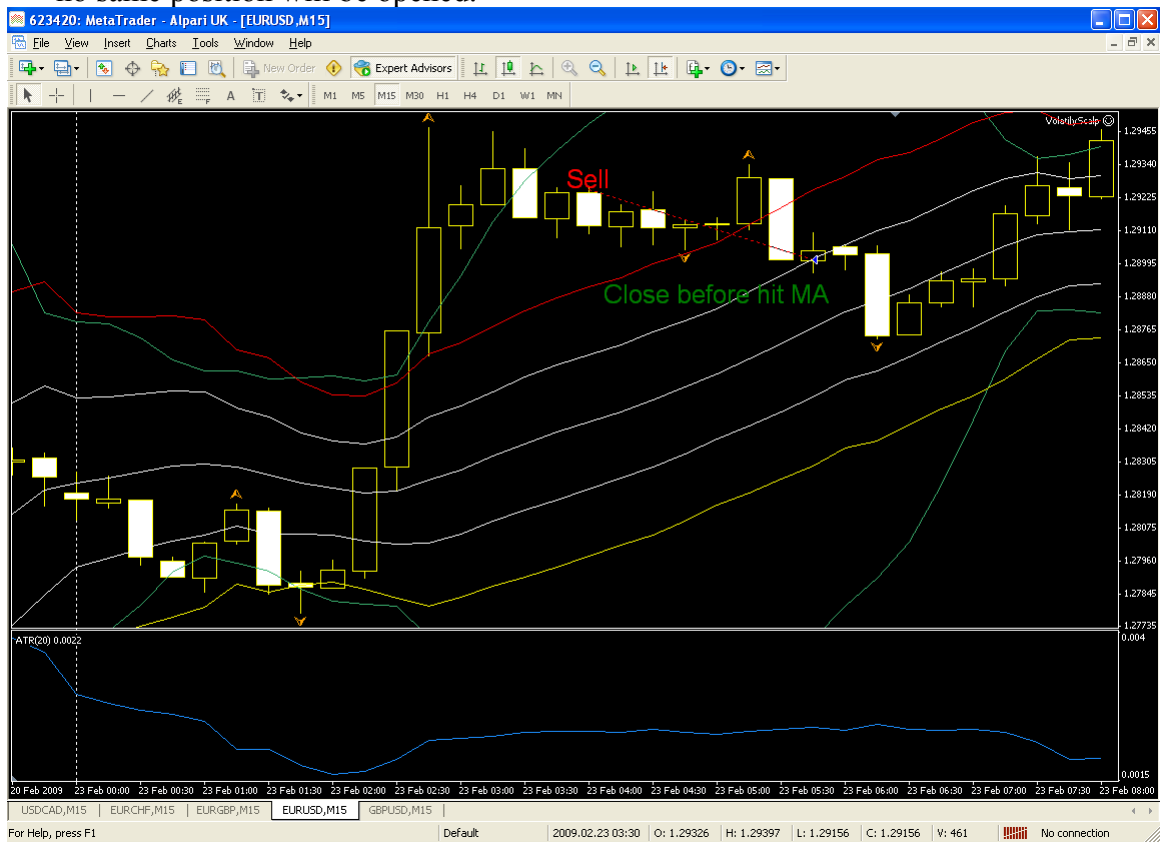 no same position will be opened.
623420: MetaTrader - Alpari UK - [EURUSD,M15]
File View Insert Charts Tools Window Help
New Order Expert Advisors
A T M1 M5 M15 M30 H1 H4 D1 W1 MN
VolatilyScalp
1.29455
1.29340
Sell
1.29225
1.29110
1.28995
Close before hit MA
1.28880
1.28765
1.28650
1.28535
1.28420
1.28305
1.28190
1.28075
1.27960
1.27845
1.27735
ATR(20) 0.0022
0.004
0.0015
20 Feb 2009 23 Feb 00:00 23 Feb 00:30 23 Feb 01:00 23 Feb 01:30 23 Feb 02:00 23 Feb 02:30 23 Feb 03:00 23 Feb 03:30 23 Feb 04:00 23 Feb 04:30 23 Feb 05:00 23 Feb 05:30 23 Feb 06:00 23 Feb 06:30 23 Feb 07:00 23 Feb 07:30 23 Feb 08:00
USDCAD,M15 EURCHF,M15 EURGBP,M15 EURUSD,M15 GBPUSD,M15
For Help, press F1 Default 2009.02.23 03:30 O: 1.29326 H: 1.29397 L: 1.29156 C: 1.29156 V: 461 No connection